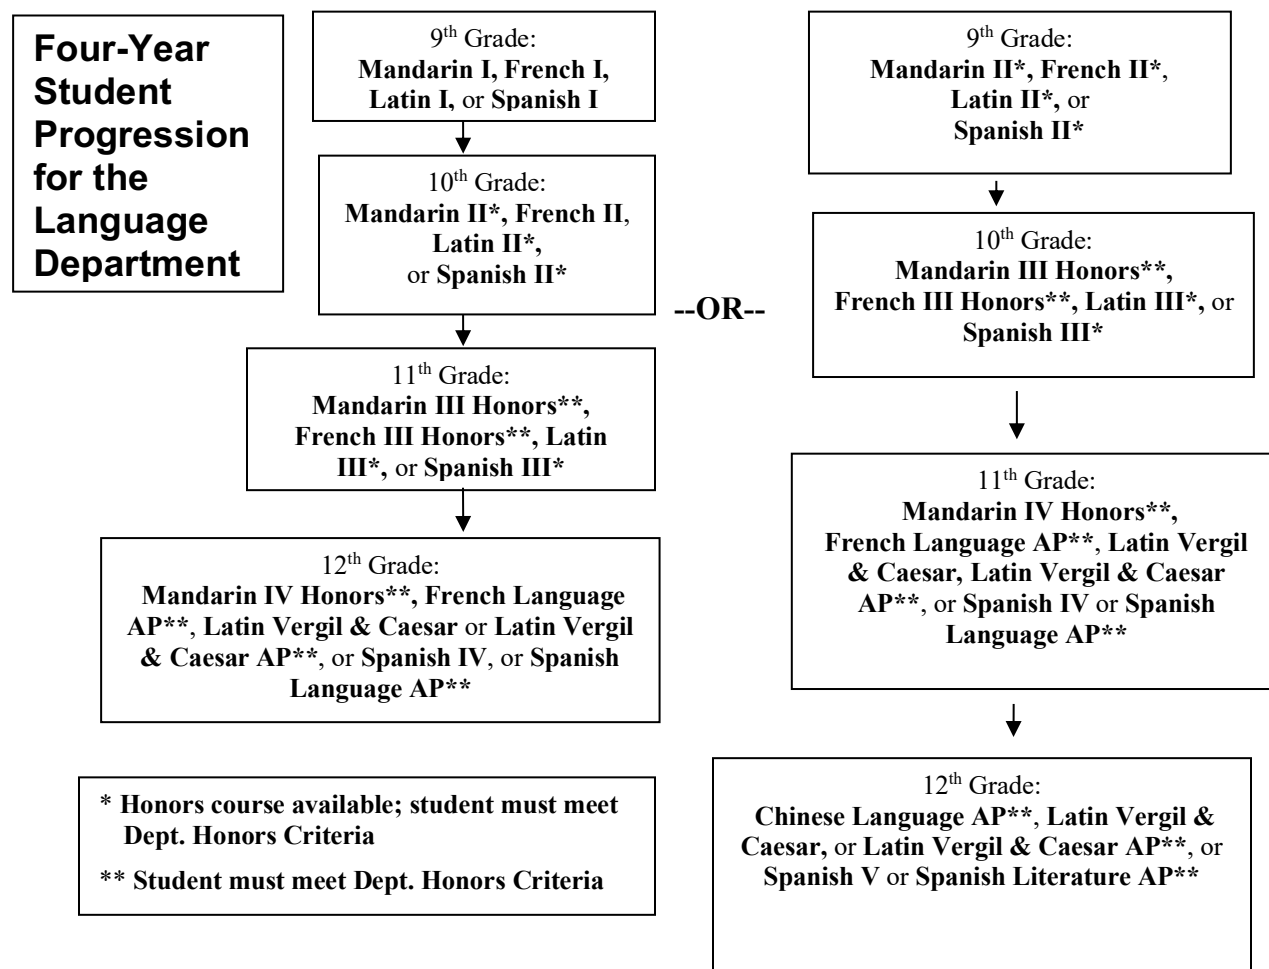 Four-Year
Student
Progression
for the
Language
Department
9th Grade:
Mandarin I, French I,
Latin I, or Spanish I
10th Grade:
Mandarin II*, French II,
Latin II*,
or Spanish II*
11th Grade:
Mandarin III Honors**,
French III Honors**, Latin
III*, or Spanish III*
12th Grade:
Mandarin IV Honors**, French Language
AP**, Latin Vergil & Caesar or Latin Vergil
& Caesar AP**, or Spanish IV, or Spanish
Language AP**
* Honors course available; student must meet
Dept. Honors Criteria
** Student must meet Dept. Honors Criteria
--OR--
9th Grade:
Mandarin II*, French II*,
Latin II*, or
Spanish II*
10th Grade:
Mandarin III Honors**,
French III Honors**, Latin III*, or
Spanish III*
11th Grade:
Mandarin IV Honors**,
French Language AP**, Latin Vergil
& Caesar, Latin Vergil & Caesar
AP**, or Spanish IV or Spanish
Language AP**
12th Grade:
Chinese Language AP**, Latin Vergil &
Caesar, or Latin Vergil & Caesar AP**, or
Spanish V or Spanish Literature AP**